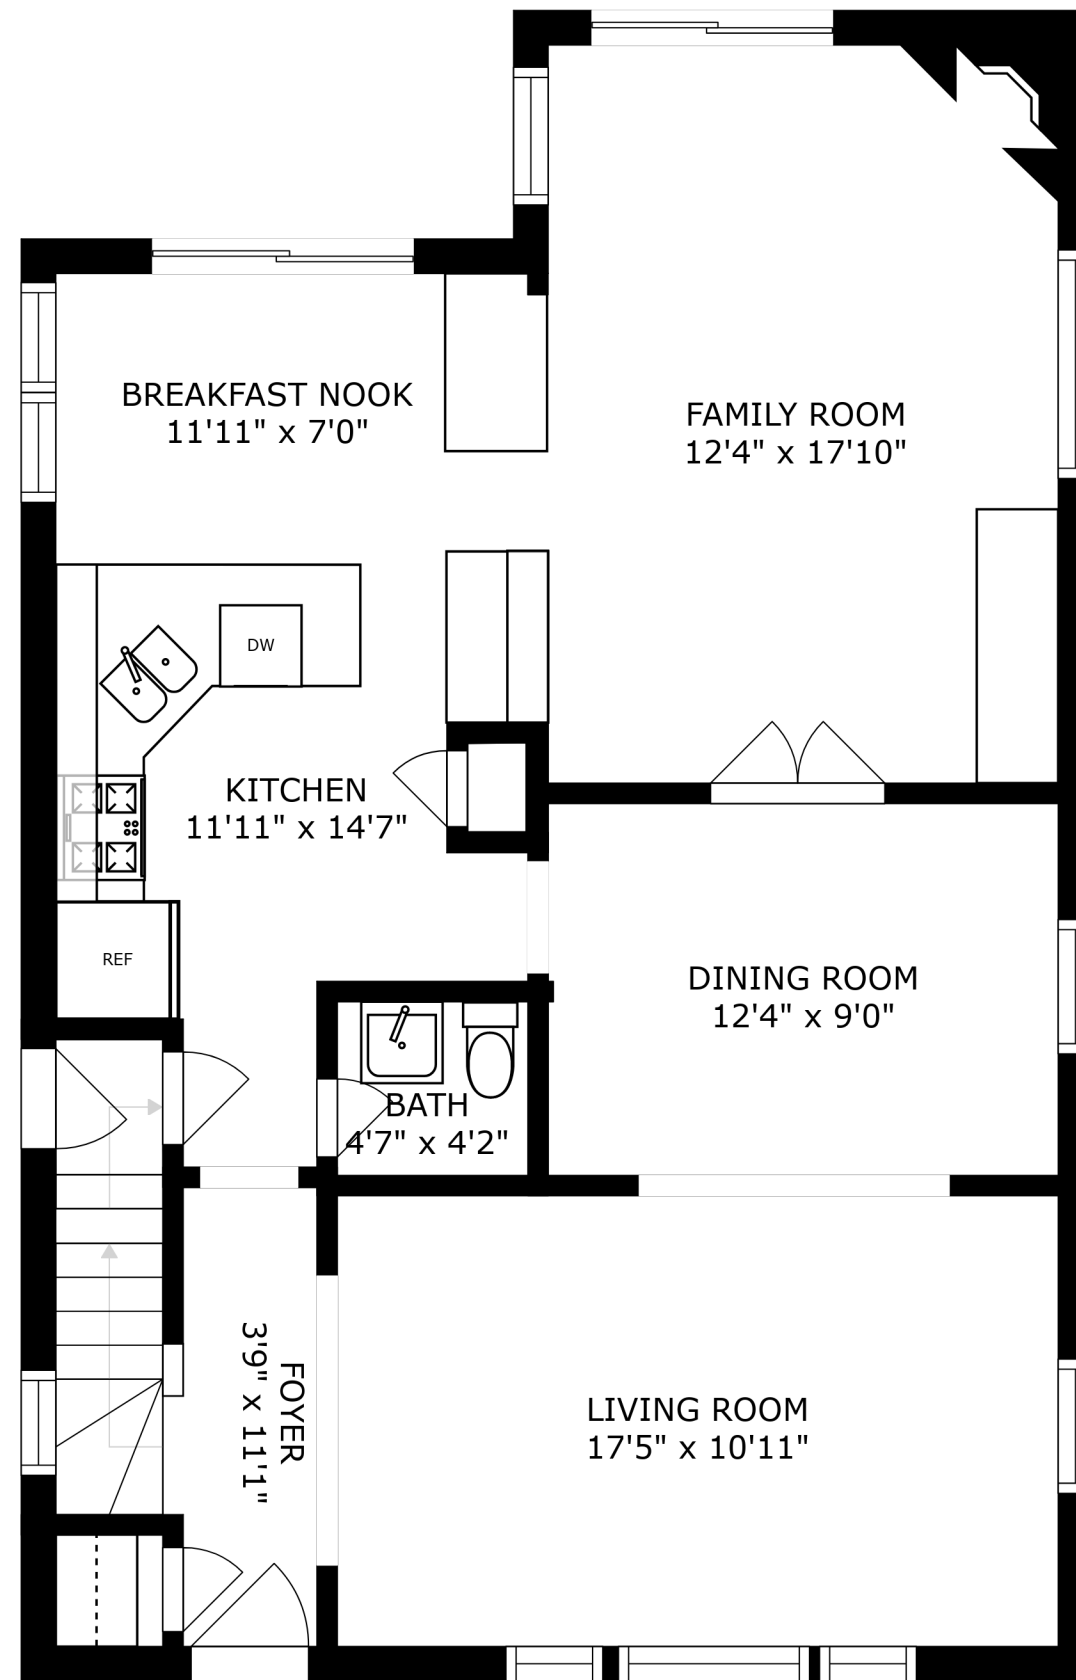 BREAKFAST NOOK
11'11" x 7'0"
FAMILY ROOM
12'4" x 17'10"
DW
KITCHEN
11'11" x 14'7"
REF
DINING ROOM
12'4" x 9'0"
BATH
4'7" x 4'2"
FOYER
3'9" x 11'1"
LIVING ROOM
17'5" x 10'11"